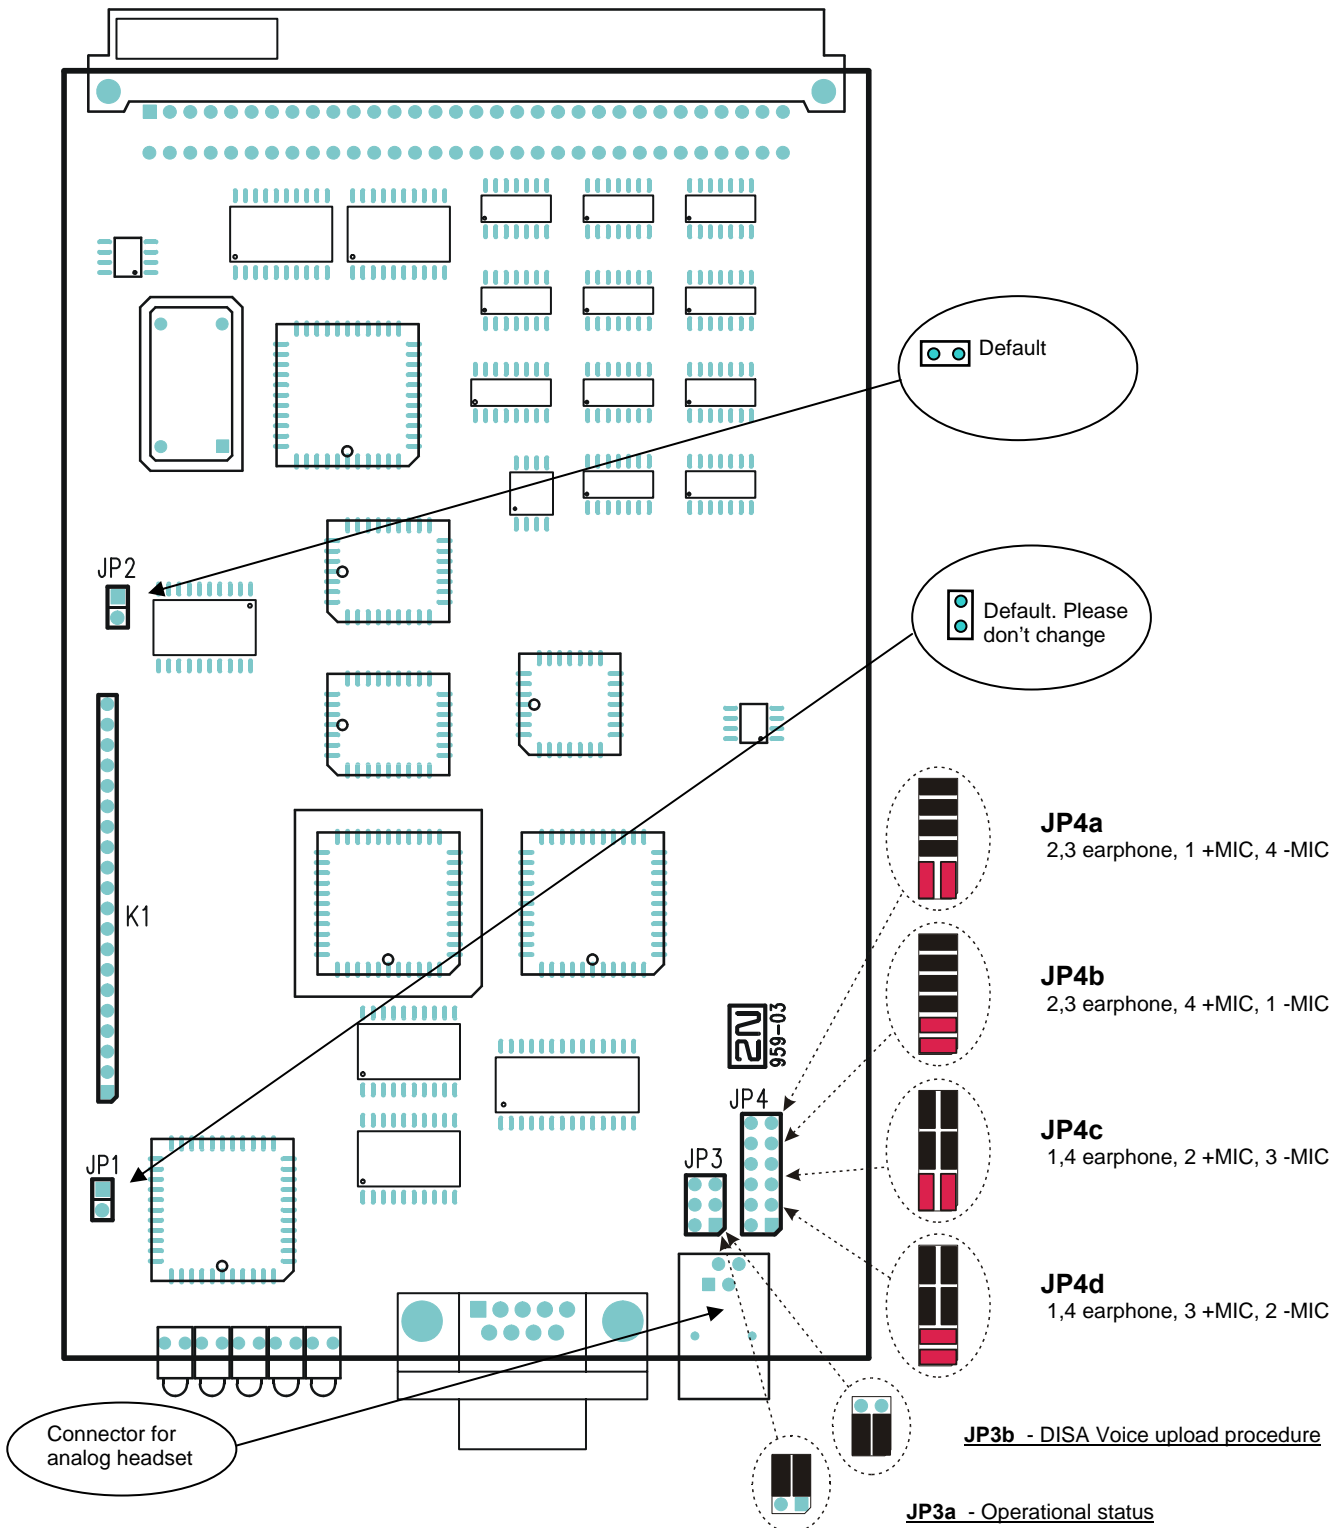 Default
JP2
Default. Please
don't change
JP4a
2,3 earphone, 1 +MIC, 4 -MIC
K1
JP4b
2,3 earphone, 4 +MIC, 1 -MIC
2N
959-03
JP4
JP4c
1,4 earphone, 2 +MIC, 3 -MIC
JP3
JP1
JP4d
1,4 earphone, 3 +MIC, 2 -MIC
Connector for
analog headset
JP3b - DISA Voice upload procedure
JP3a - Operational status